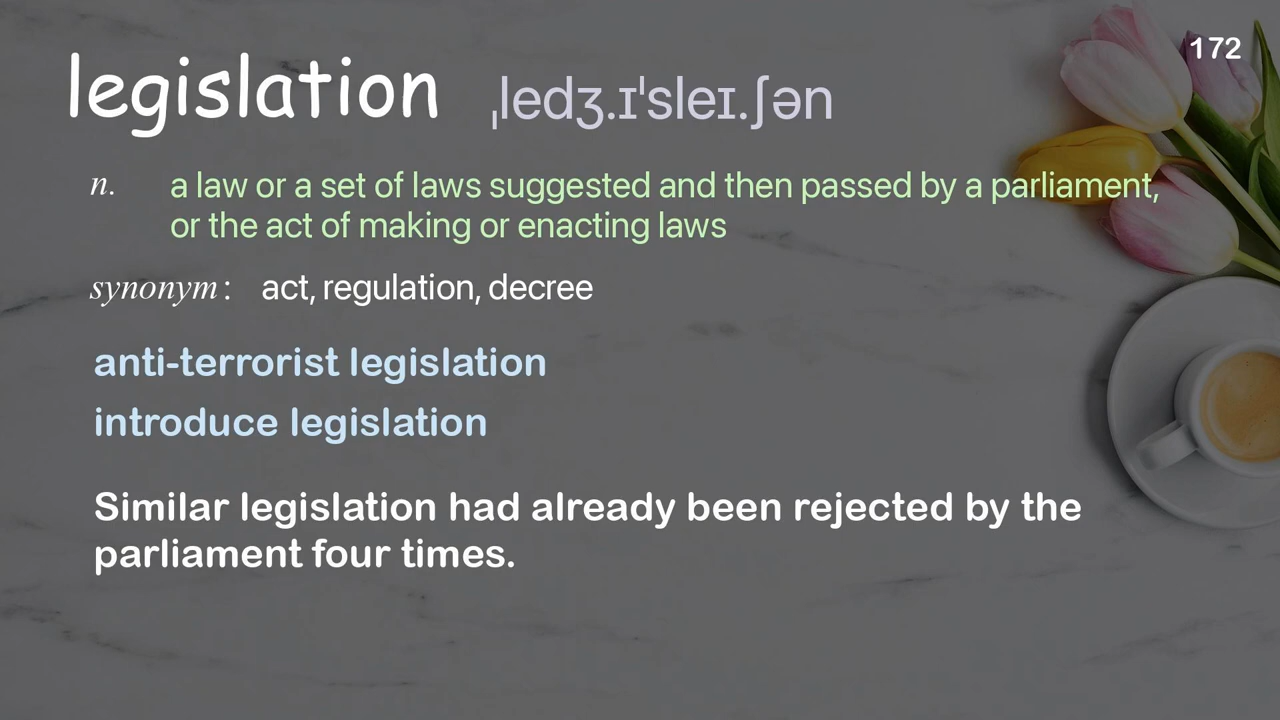 172
legislation ˌledʒ.ɪˈsleɪ.ʃən
n. a law or a set of laws suggested and then passed by a parliament,
or the act of making or enacting laws
synonym : act, regulation, decree
anti-terrorist legislation
introduce legislation
Similar legislation had already been rejected by the
parliament four times.